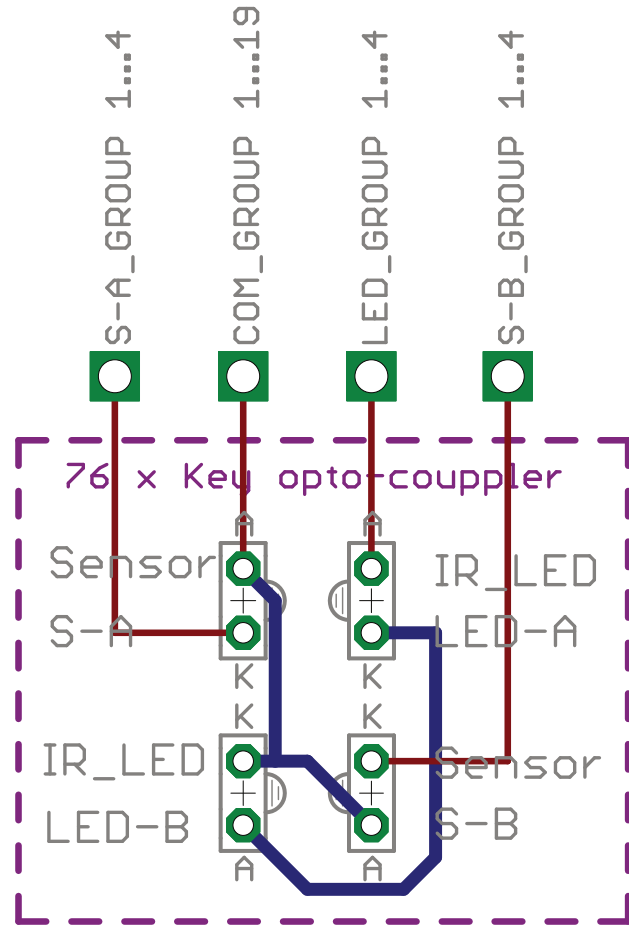 S-A_GROUP 1...4
COM_GROUP 1...19
LED_GROUP 1...4
S-B_GROUP 1...4
76 x Key opto-couppler
A
A
Sensor
IR_LED
S-A
LED-A
K
K
K
K
IR_LED
Sensor
LED-B
S-B
A
A